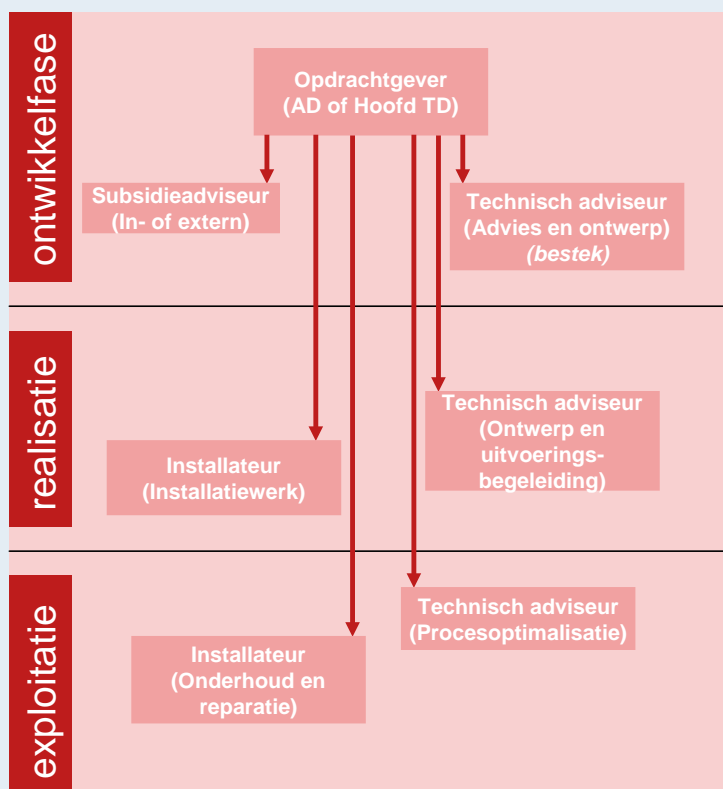 ontwikkelfase
Opdrachtgever
(AD of Hoofd TD)
Subsidieadviseur
(In- of extern)
Technisch adviseur
(Advies en ontwerp)
(bestek)
realisatie
Technisch adviseur
(Ontwerp en
uitvoerings-
begeleiding)
Installateur
(Installatiewerk)
exploitatie
Technisch adviseur
(Procesoptimalisatie)
Installateur
(Onderhoud en
reparatie)